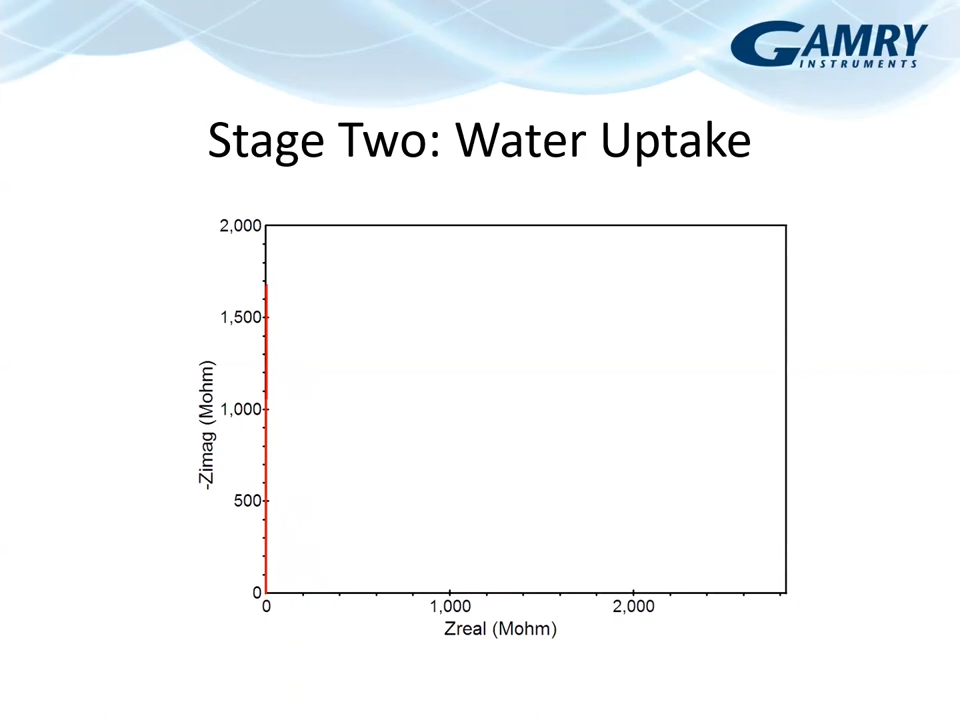 GAMRY
INSTRUMENTS
Stage Two: Water Uptake
2,000
1,500
1,000
500
0
-Zimag (Mohm)
0 1,000 2,000
Zreal (Mohm)